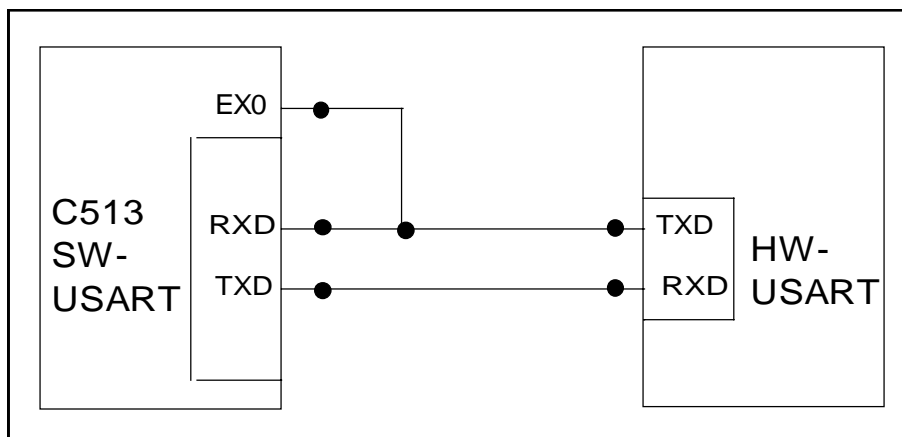 EX0
C513
SW-
USART
RXD
TXD
TXD
RXD
HW-
USART